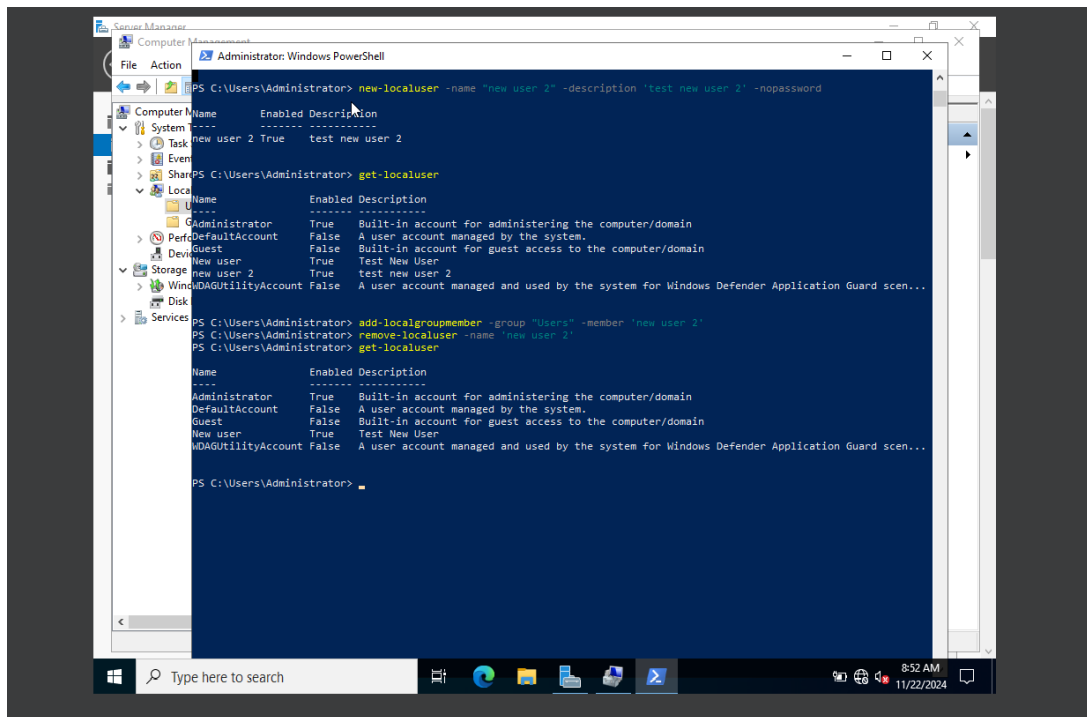 Server Manager
Computer Management
Administrator: Windows PowerShell
File Action
PS C:\Users\Administrator> new-localuser -name "new user 2" -description 'test new user 2' -nopassword
Name Enabled Description
---- ------- -----------
new user 2 True test new user 2
PS C:\Users\Administrator> get-localuser
Name Enabled Description
---- ------- -----------
Administrator True Built-in account for administering the computer/domain
DefaultAccount False A user account managed by the system.
Guest False Built-in account for guest access to the computer/domain
New user True Test New User
new user 2 True test new user 2
WDAGUtilityAccount False A user account managed and used by the system for Windows Defender Application Guard scen...
PS C:\Users\Administrator> add-localgroupmember -group "Users" -member 'new user 2'
PS C:\Users\Administrator> remove-localuser -name 'new user 2'
PS C:\Users\Administrator> get-localuser
Name Enabled Description
---- ------- -----------
Administrator True Built-in account for administering the computer/domain
DefaultAccount False A user account managed by the system.
Guest False Built-in account for guest access to the computer/domain
New user True Test New User
WDAGUtilityAccount False A user account managed and used by the system for Windows Defender Application Guard scen...
PS C:\Users\Administrator>
Computer M
System T
Task
Even
Shar
Loca
U
G
Perfo
Devic
Storage
Wind
Disk
Services
Type here to search
8:52 AM
11/22/2024